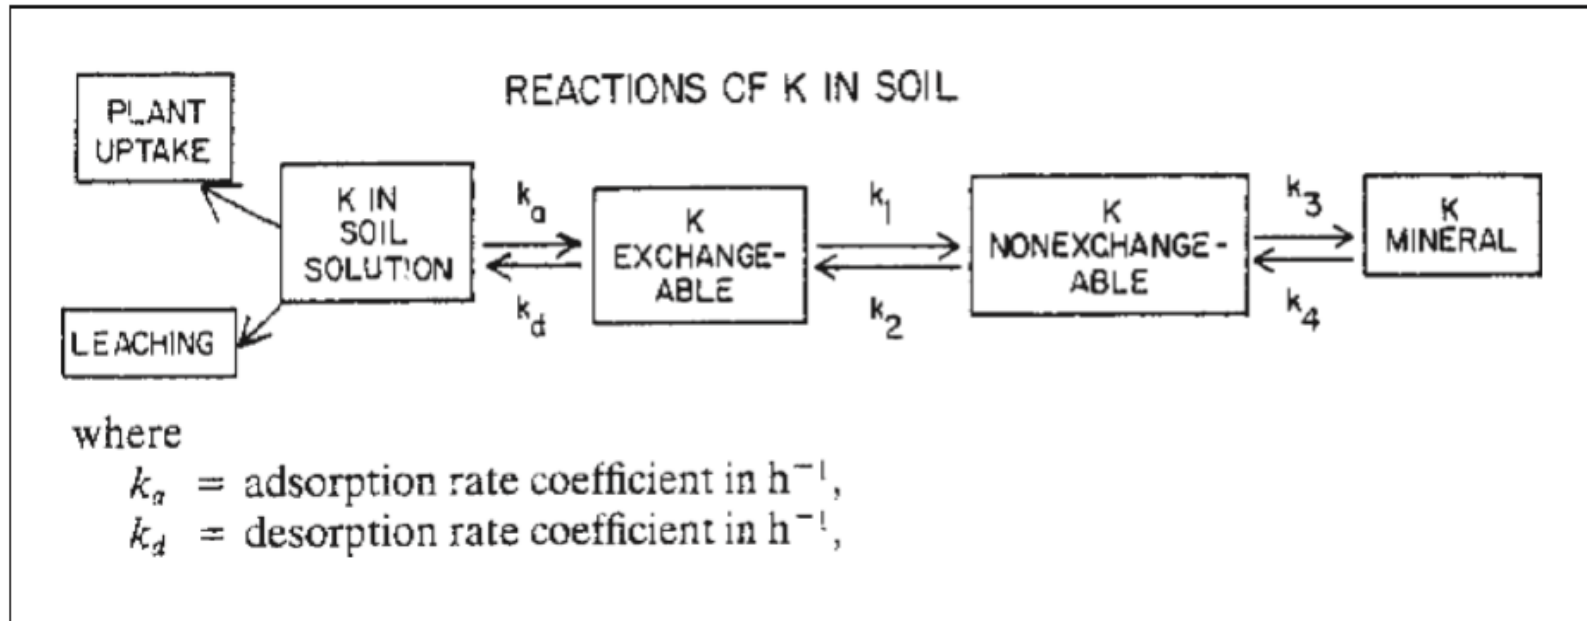 REACTIONS CF K IN SOIL
PLANT
UPTAKE
K IN
SOIL
SOLUTION
LEACHING
k_a
k_d
K
EXCHANGE-
ABLE
k_1
k_2
K
NONEXCHANGE-
ABLE
k_3
k_4
K
MINERAL
where
k_a = adsorption rate coefficient in h⁻¹,
k_d = desorption rate coefficient in h⁻¹,